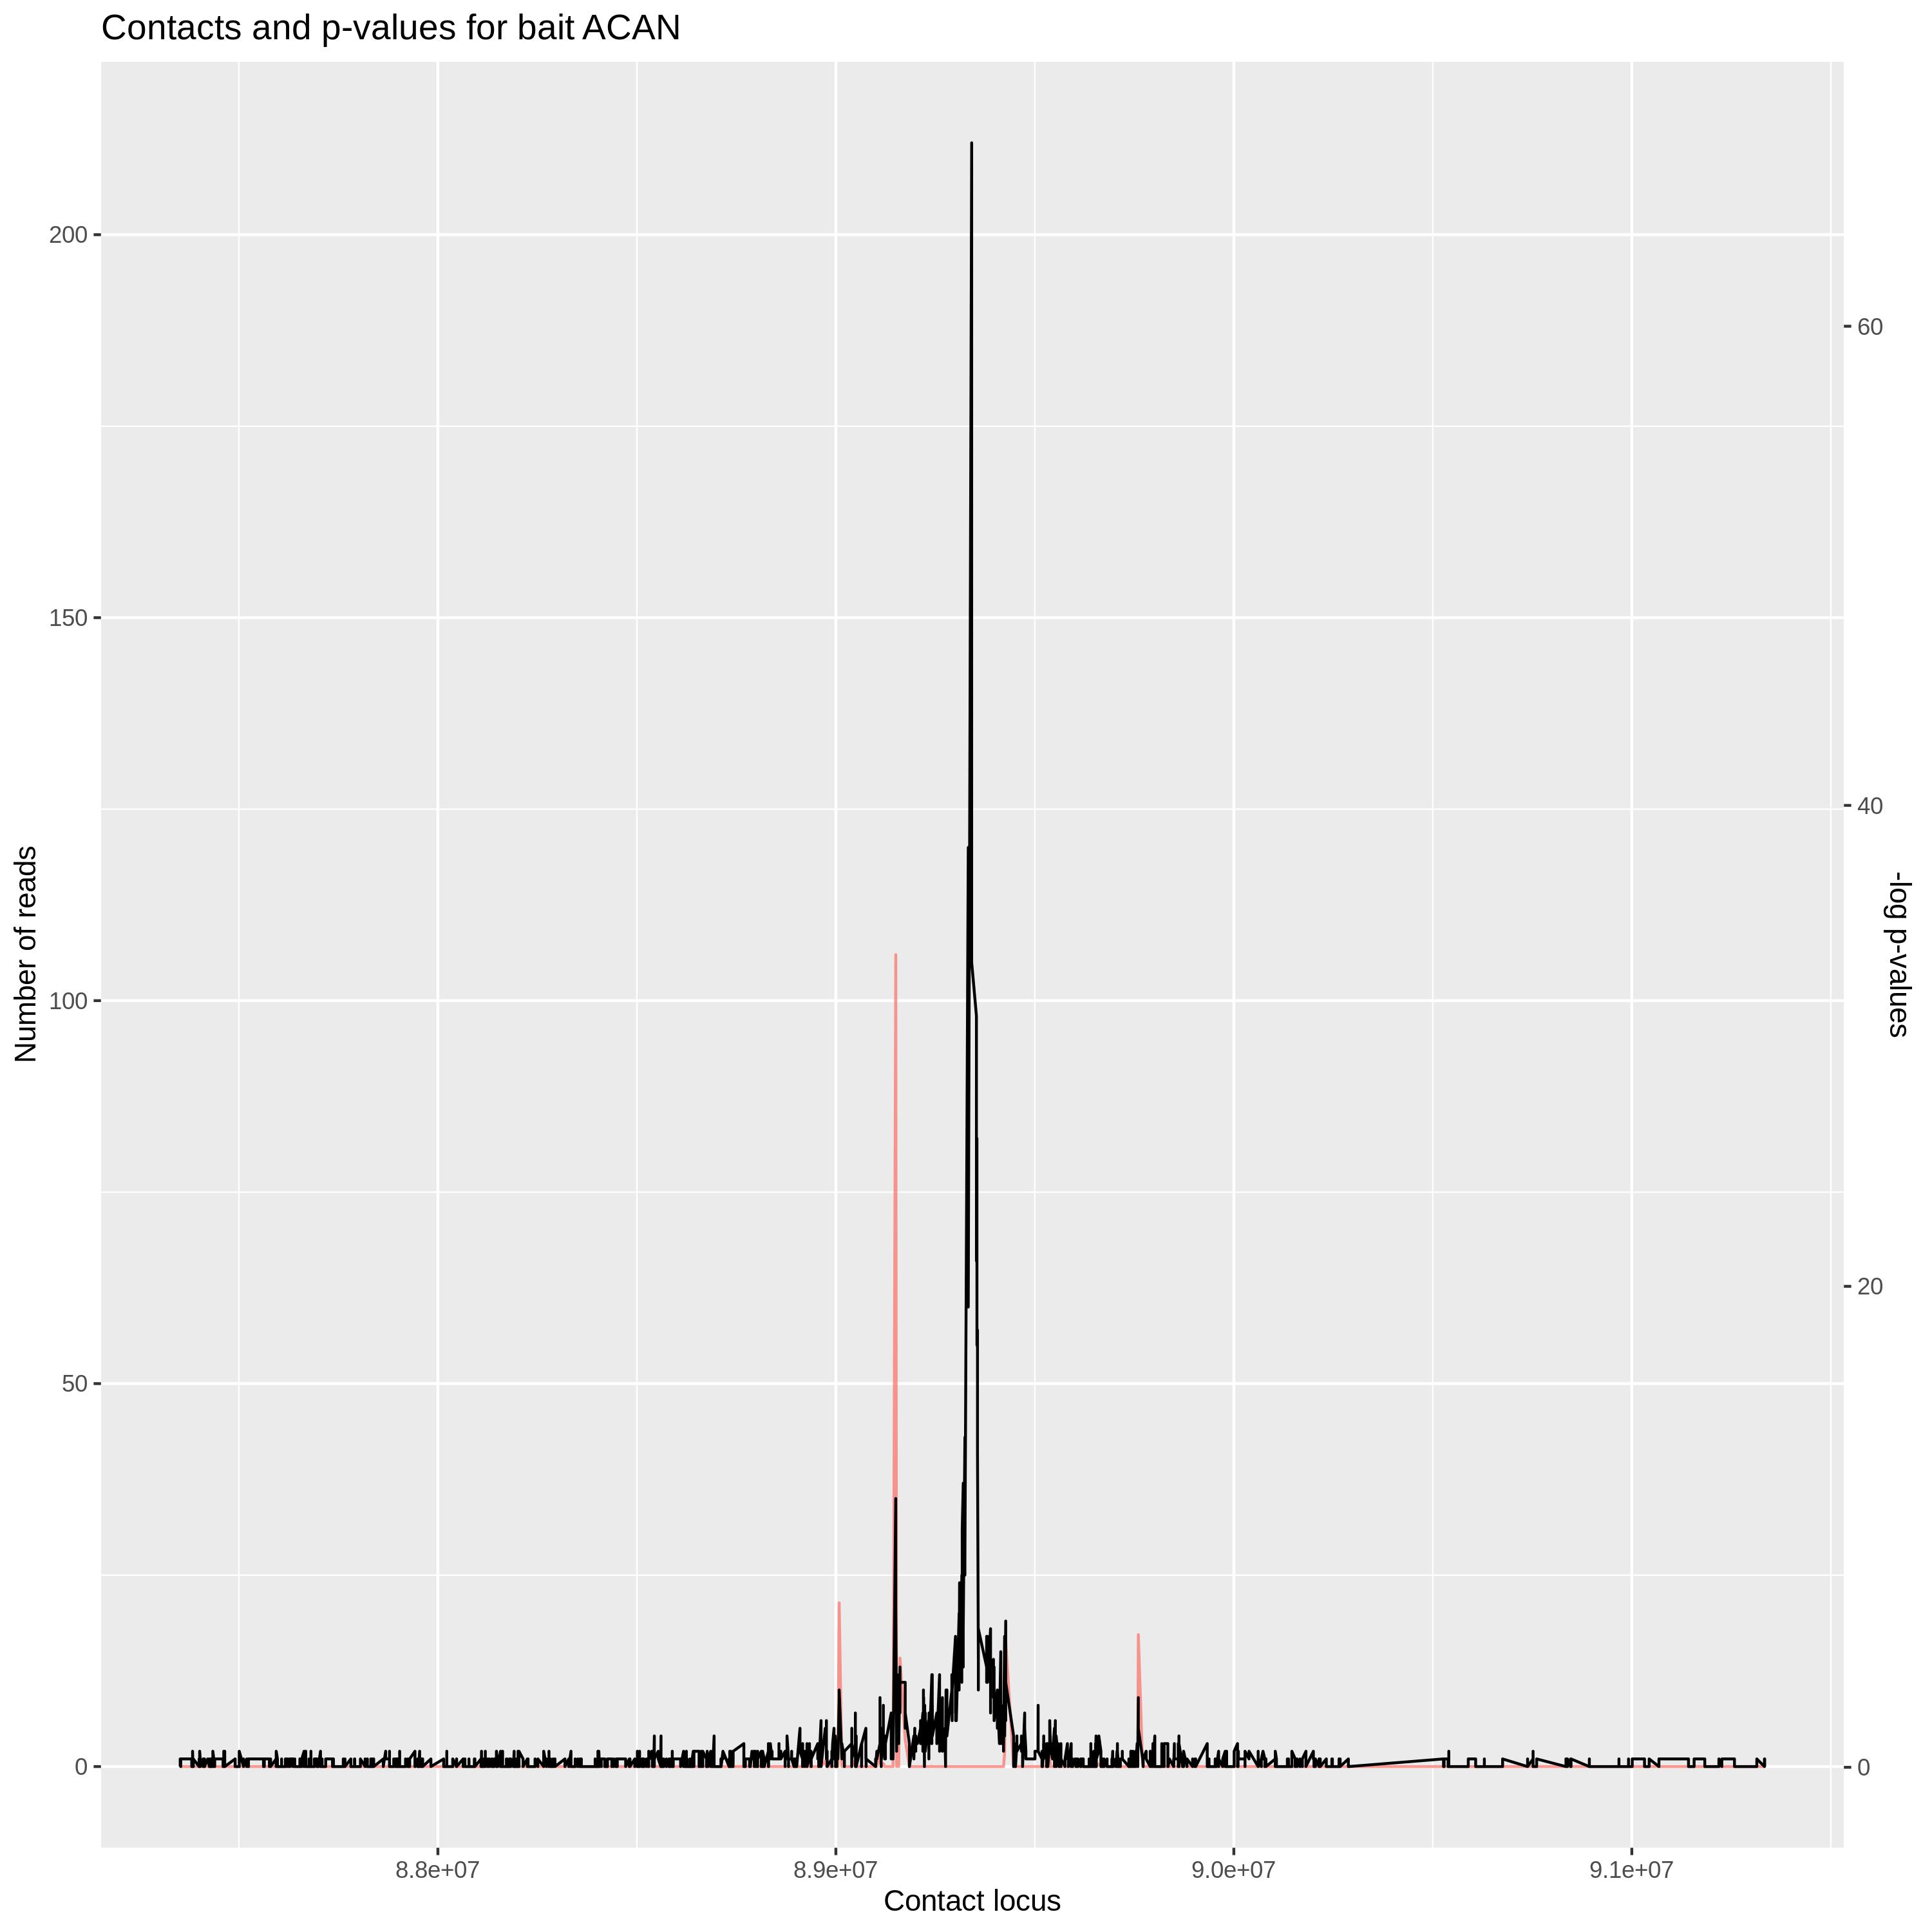 Contacts and p-values for bait ACAN
200
150
100
50
0
Number of reads
60
40
20
0
-log p-values
8.8e+07
8.9e+07
9.0e+07
9.1e+07
Contact locus